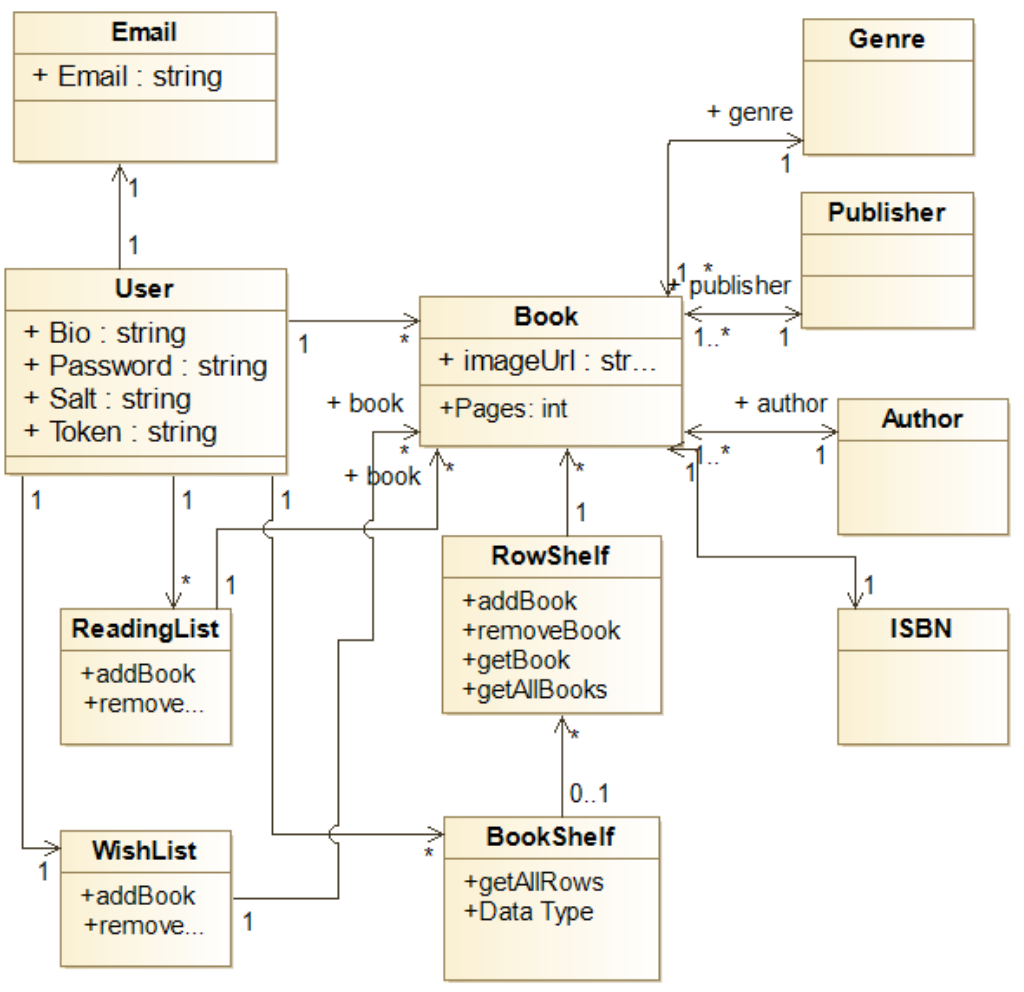 Email
+ Email : string
1
1
User
+ Bio : string
+ Password : string
+ Salt : string
+ Token : string
1
*
1
1
1
1
*
ReadingList
+addBook
+remove...
1
WishList
+addBook
+remove...
1
1
+ book
*
+ book
*
Book
+ imageUrl : str...
+Pages: int
*
1
RowShelf
+addBook
+removeBook
+getBook
+getAllBooks
*
0..1
BookShelf
+getAllRows
+Data Type
*
Genre
+ genre
1
1..*
Publisher
+ publisher
1..*
1
Author
+ author
1..*
1
ISBN
1
1